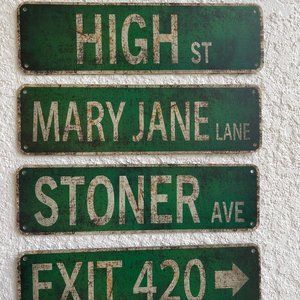 HIGH ST
MARY JANE LANE
STONER AVE
EXIT 420 →